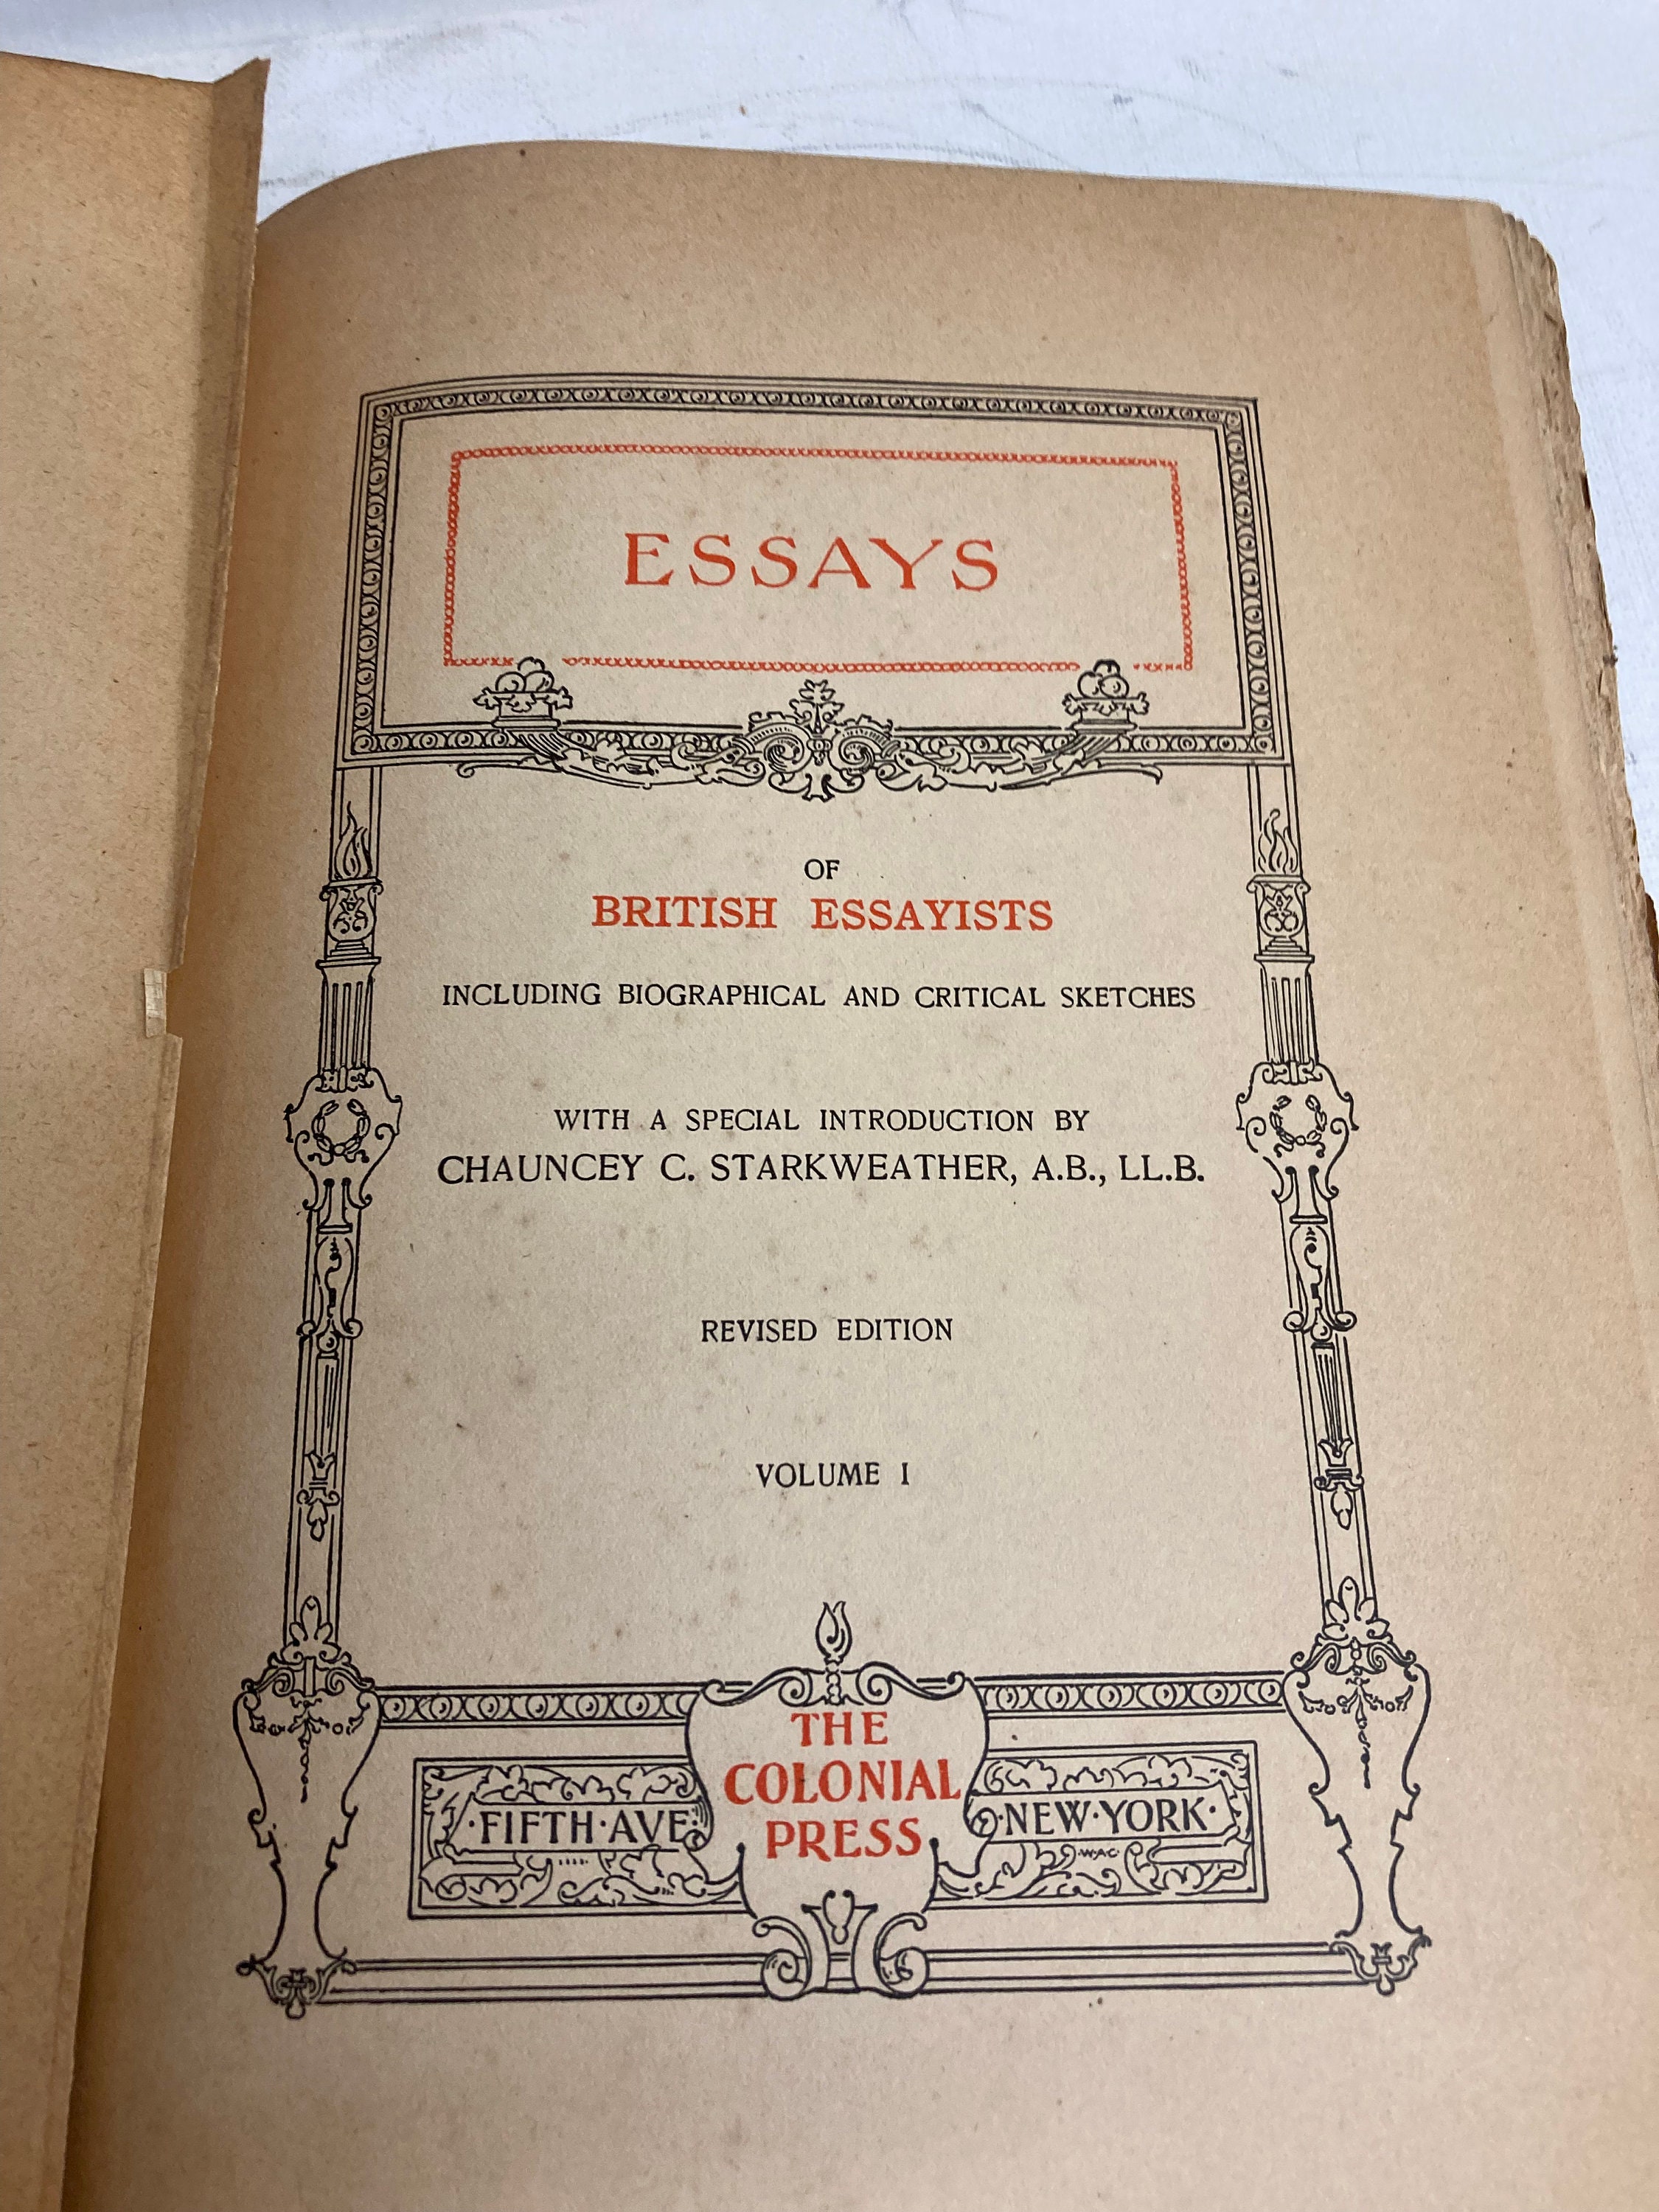 ESSAYS
OF
BRITISH ESSAYISTS
INCLUDING BIOGRAPHICAL AND CRITICAL SKETCHES
WITH A SPECIAL INTRODUCTION BY
CHAUNCEY C. STARKWEATHER, A.B., LL.B.
REVISED EDITION
VOLUME I
THE
COLONIAL
PRESS
·FIFTH·AVE·
·NEW·YORK·
·W·A·C·